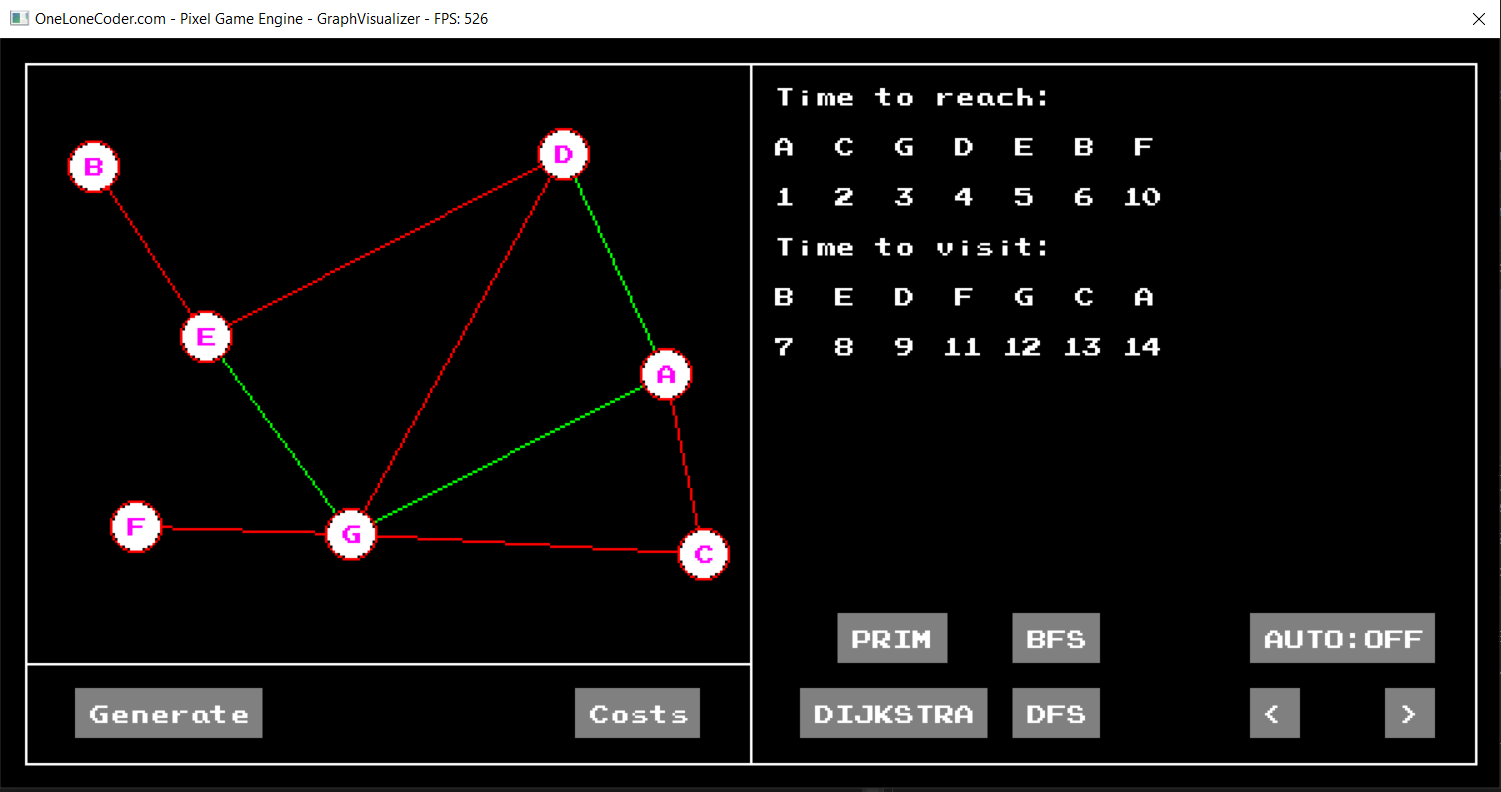 OneLoneCoder.com - Pixel Game Engine - GraphVisualizer - FPS: 526
B
D
E
A
F
G
C
Generate
Costs
Time to reach:
A C G D E B F
1 2 3 4 5 6 10
Time to visit:
B E D F G C A
7 8 9 11 12 13 14
PRIM BFS AUTO:OFF
DIJKSTRA DFS < >